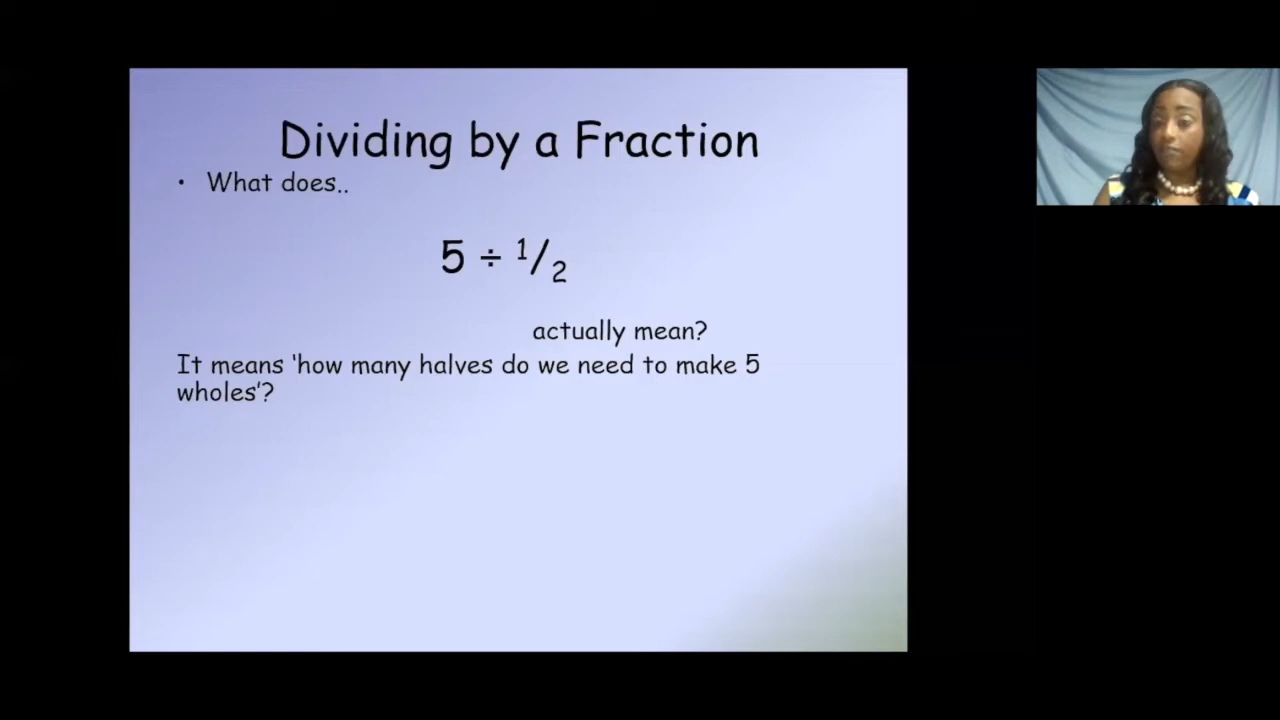 Dividing by a Fraction
• What does..
5 ÷ 1/2
actually mean?
It means ‘how many halves do we need to make 5
wholes’?